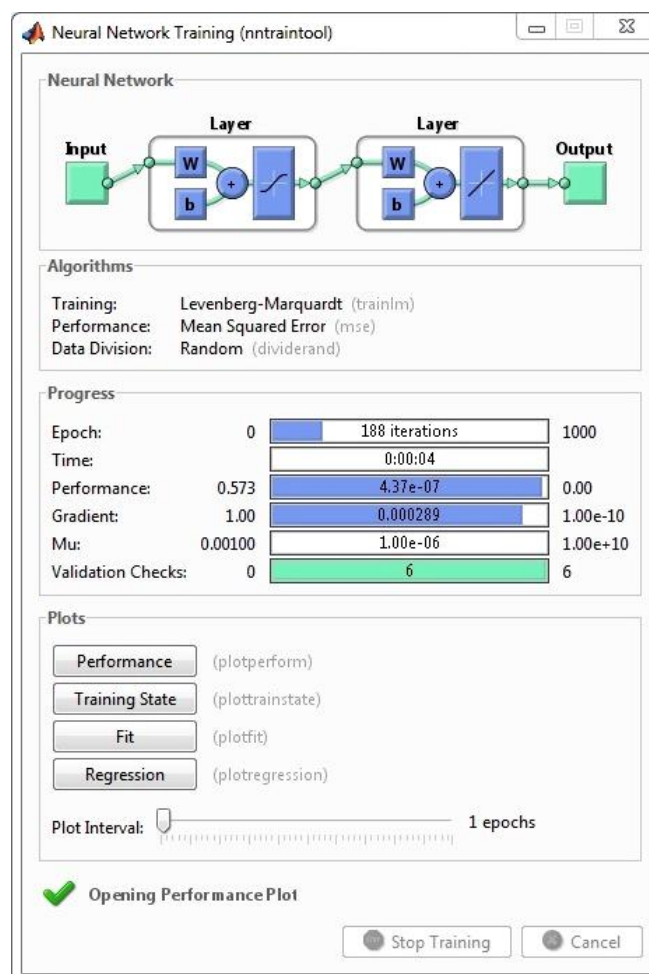 Neural Network Training (nntraintool)
Neural Network
Layer Layer
Input Output
W W
+ +
b b
Algorithms
Training: Levenberg-Marquardt (trainlm)
Performance: Mean Squared Error (mse)
Data Division: Random (dividerand)
Progress
Epoch: 0 188 iterations 1000
Time: 0:00:04
Performance: 0.573 4.37e-07 0.00
Gradient: 1.00 0.000289 1.00e-10
Mu: 0.00100 1.00e-06 1.00e+10
Validation Checks: 0 6 6
Plots
Performance (plotperform)
Training State (plottrainstate)
Fit (plotfit)
Regression (plotregression)
Plot Interval: 1 epochs
Opening Performance Plot
Stop Training Cancel